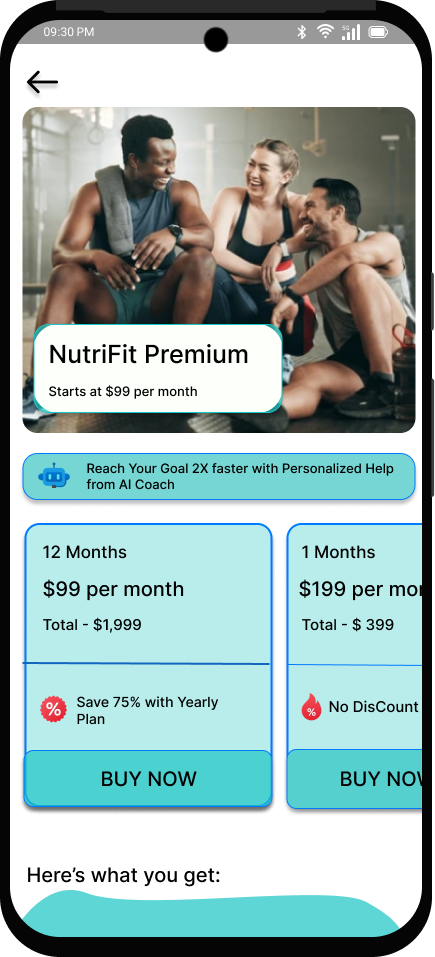 09:30 PM
5G
NutriFit Premium
Starts at $99 per month
Reach Your Goal 2X faster with Personalized Help
from AI Coach
12 Months
$99 per month
Total - $1,999
%
Save 75% with Yearly
Plan
BUY NOW
1 Months
$199 per mo
Total - $ 399
%
No DisCount
BUY NO
Here's what you get: